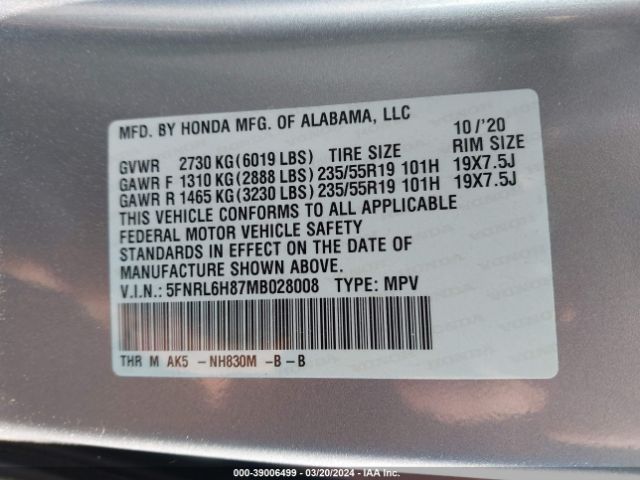 MFD. BY HONDA MFG. OF ALABAMA, LLC 10/'20
GVWR 2730 KG(6019 LBS) TIRE SIZE RIM SIZE
GAWR F 1310 KG(2888 LBS) 235/55R19 101H 19X7.5J
GAWR R 1465 KG(3230 LBS) 235/55R19 101H 19X7.5J
THIS VEHICLE CONFORMS TO ALL APPLICABLE
FEDERAL MOTOR VEHICLE SAFETY
STANDARDS IN EFFECT ON THE DATE OF
MANUFACTURE SHOWN ABOVE.
V.I.N.: 5FNRL6H87MB028008 TYPE: MPV
THR M AK5 -NH830M -B-B
000-39006499 - 03/20/2024 - IAA Inc.